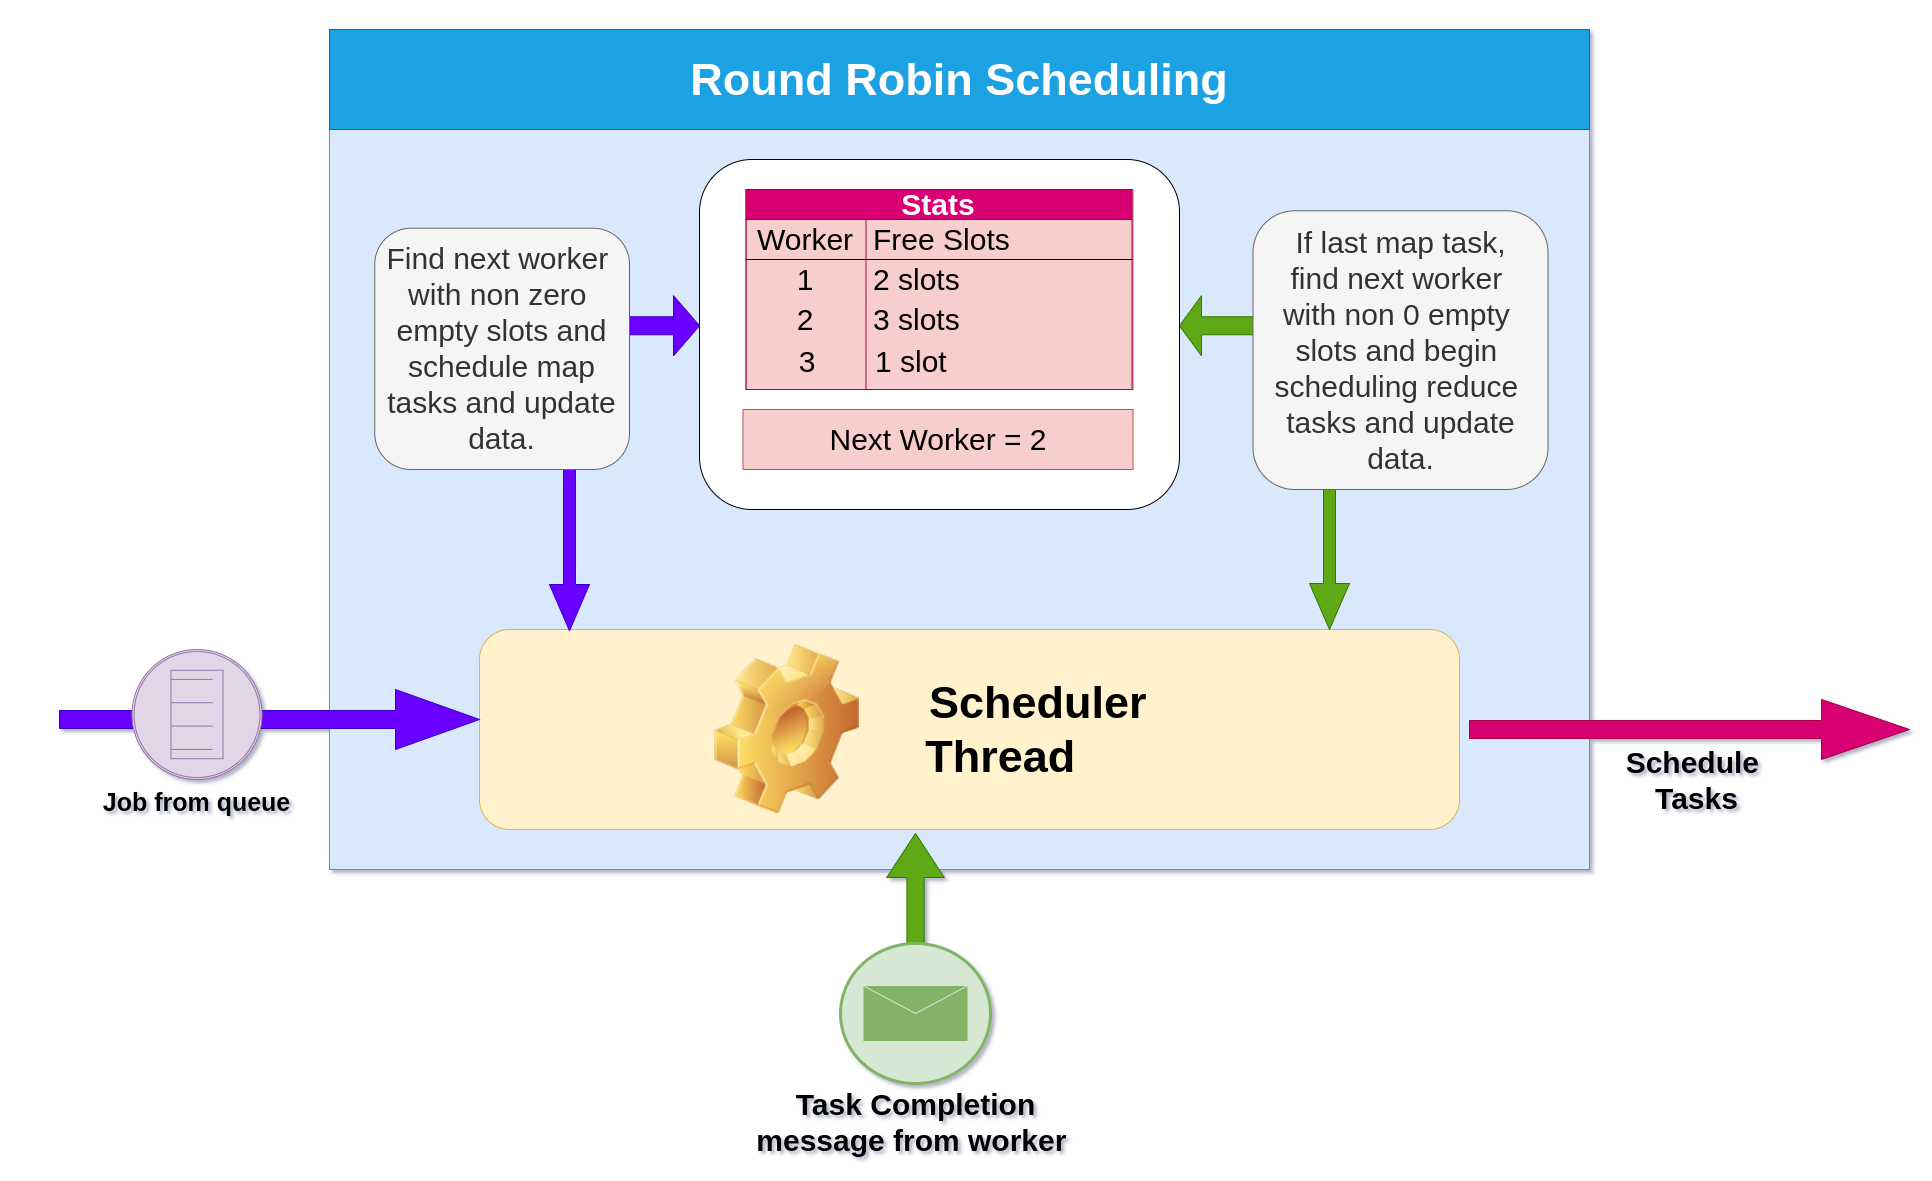 Round Robin Scheduling
Find next worker
with non zero
empty slots and
schedule map
tasks and update
data.
Stats
Worker Free Slots
1 2 slots
2 3 slots
3 1 slot
Next Worker = 2
If last map task,
find next worker
with non 0 empty
slots and begin
scheduling reduce
tasks and update
data.
Job from queue
Scheduler
Thread
Schedule
Tasks
Task Completion
message from worker